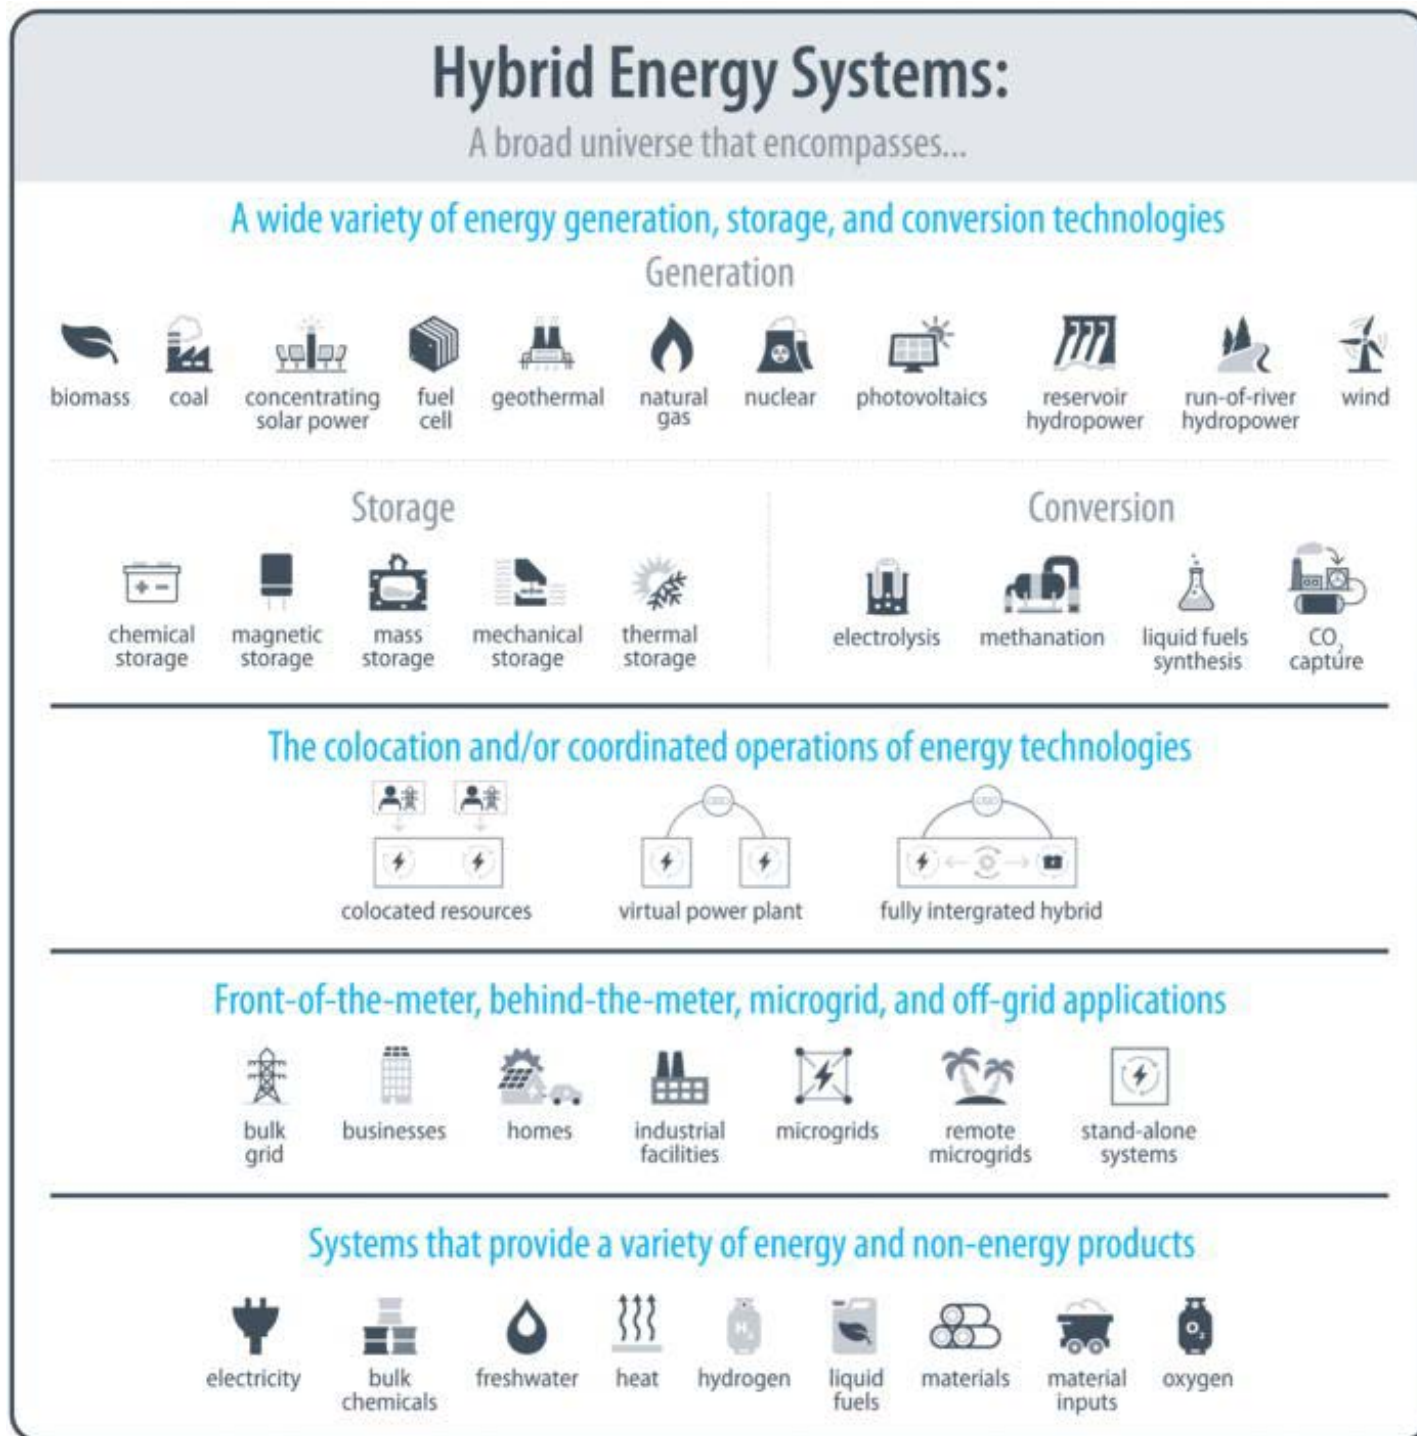 Hybrid Energy Systems:
A broad universe that encompasses...
A wide variety of energy generation, storage, and conversion technologies
Generation
biomass
coal
concentrating
solar power
fuel
cell
geothermal
natural
gas
nuclear
photovoltaics
reservoir
hydropower
run-of-river
hydropower
wind
Storage
chemical
storage
magnetic
storage
mass
storage
mechanical
storage
thermal
storage
Conversion
electrolysis
methanation
liquid fuels
synthesis
CO2
capture
The colocation and/or coordinated operations of energy technologies
colocated resources
virtual power plant
fully intergrated hybrid
Front-of-the-meter, behind-the-meter, microgrid, and off-grid applications
bulk
grid
businesses
homes
industrial
facilities
microgrids
remote
microgrids
stand-alone
systems
Systems that provide a variety of energy and non-energy products
electricity
bulk
chemicals
freshwater
heat
H2
hydrogen
liquid
fuels
materials
material
inputs
O2
oxygen